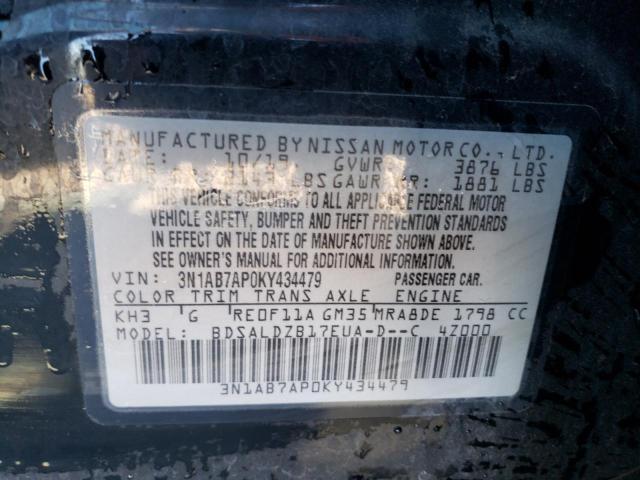 MANUFACTURED BY NISSAN MOTOR CO., LTD.
DATE: 10/19 GVWR 3876 LBS
LBS GAWR RR: 1881 LBS
THIS VEHICLE CONFORMS TO ALL APPLICABLE FEDERAL MOTOR
VEHICLE SAFETY, BUMPER AND THEFT PREVENTION STANDARDS
IN EFFECT ON THE DATE OF MANUFACTURE SHOWN ABOVE.
SEE OWNER'S MANUAL FOR ADDITIONAL INFORMATION.
VIN: 3N1AB7AP0KY434479 PASSENGER CAR.
COLOR TRIM TRANS AXLE ENGINE
KH3 G RE0F11A GM35 MRA8DE 1798 CC
MODEL: BDSALDZB17EUA-D--C 4Z000
3N1AB7AP0KY434479